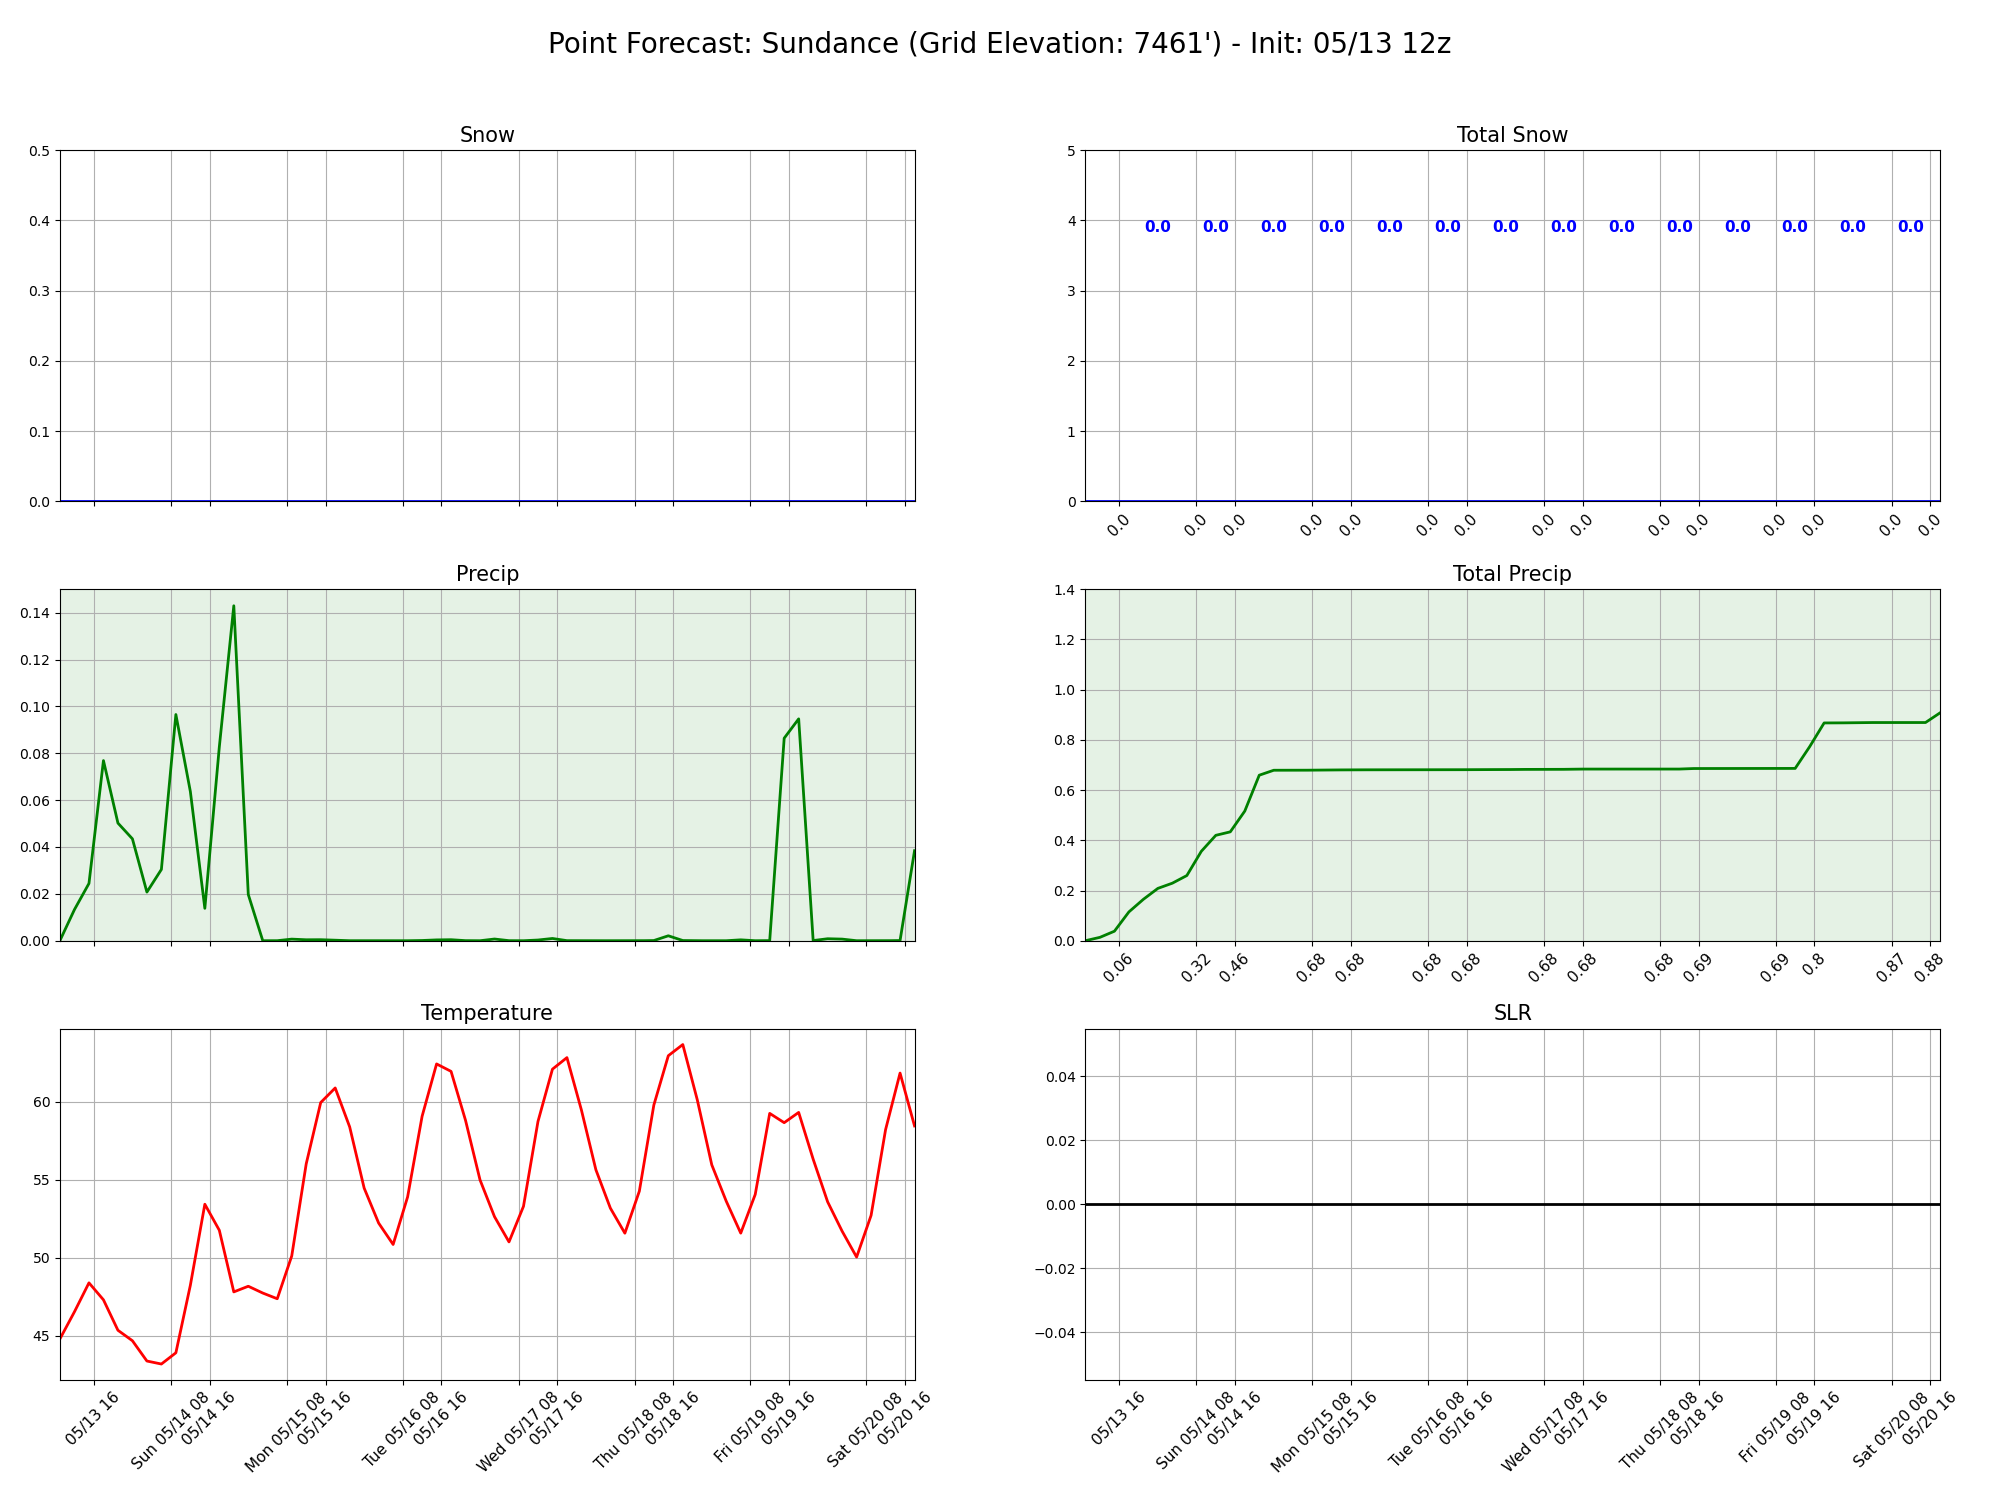 Point Forecast: Sundance (Grid Elevation: 7461') - Init: 05/13 12z
Snow
0.5
0.4
0.3
0.2
0.1
0.0
Total Snow
5
4
3
2
1
0
0.0 0.0 0.0 0.0 0.0 0.0 0.0 0.0 0.0 0.0 0.0 0.0 0.0 0.0
0.0 0.0 0.0 0.0 0.0 0.0 0.0 0.0 0.0 0.0 0.0 0.0 0.0 0.0 0.0
Precip
0.14
0.12
0.10
0.08
0.06
0.04
0.02
0.00
Total Precip
1.4
1.2
1.0
0.8
0.6
0.4
0.2
0.0
0.06 0.32 0.46 0.68 0.68 0.68 0.68 0.68 0.68 0.68 0.69 0.69 0.8 0.87 0.88
Temperature
60
55
50
45
05/13 16
Sun 05/14 08
05/14 16
Mon 05/15 08
05/15 16
Tue 05/16 08
05/16 16
Wed 05/17 08
05/17 16
Thu 05/18 08
05/18 16
Fri 05/19 08
05/19 16
Sat 05/20 08
05/20 16
SLR
0.04
0.02
0.00
−0.02
−0.04
05/13 16
Sun 05/14 08
05/14 16
Mon 05/15 08
05/15 16
Tue 05/16 08
05/16 16
Wed 05/17 08
05/17 16
Thu 05/18 08
05/18 16
Fri 05/19 08
05/19 16
Sat 05/20 08
05/20 16